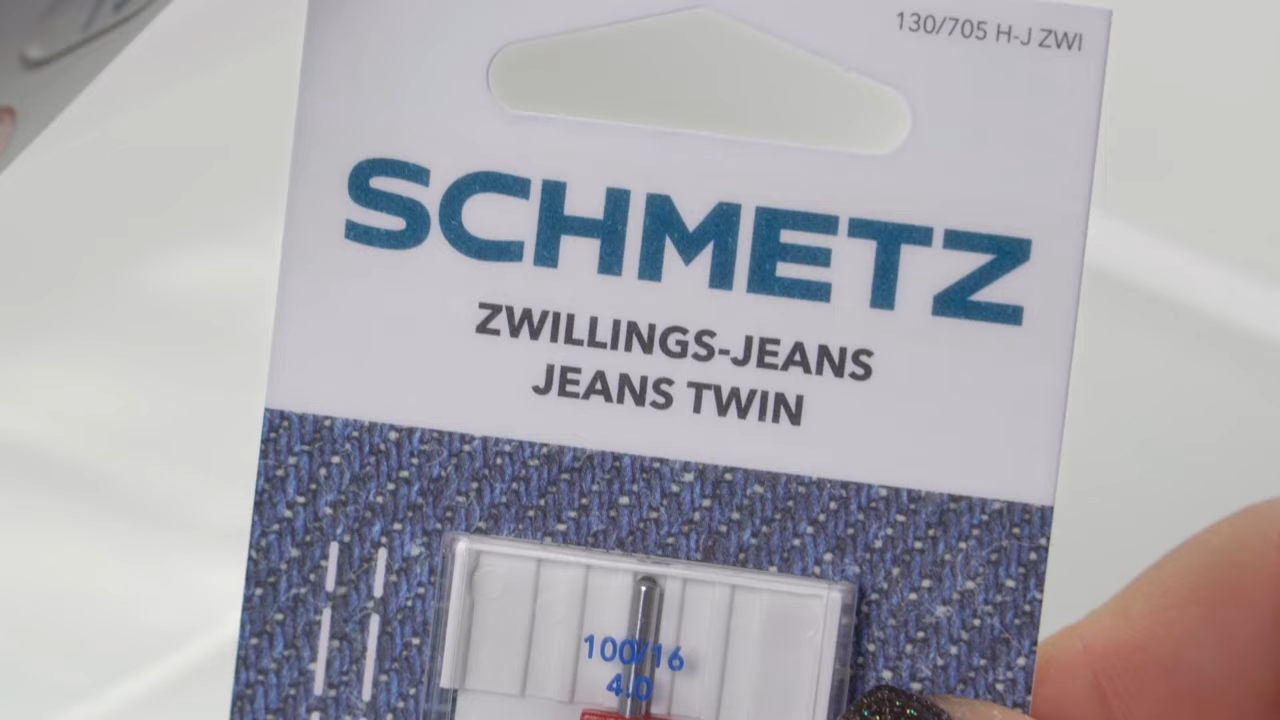 130/705 H-J ZWI
SCHMETZ
ZWILLINGS-JEANS
JEANS TWIN
100/16
4.0